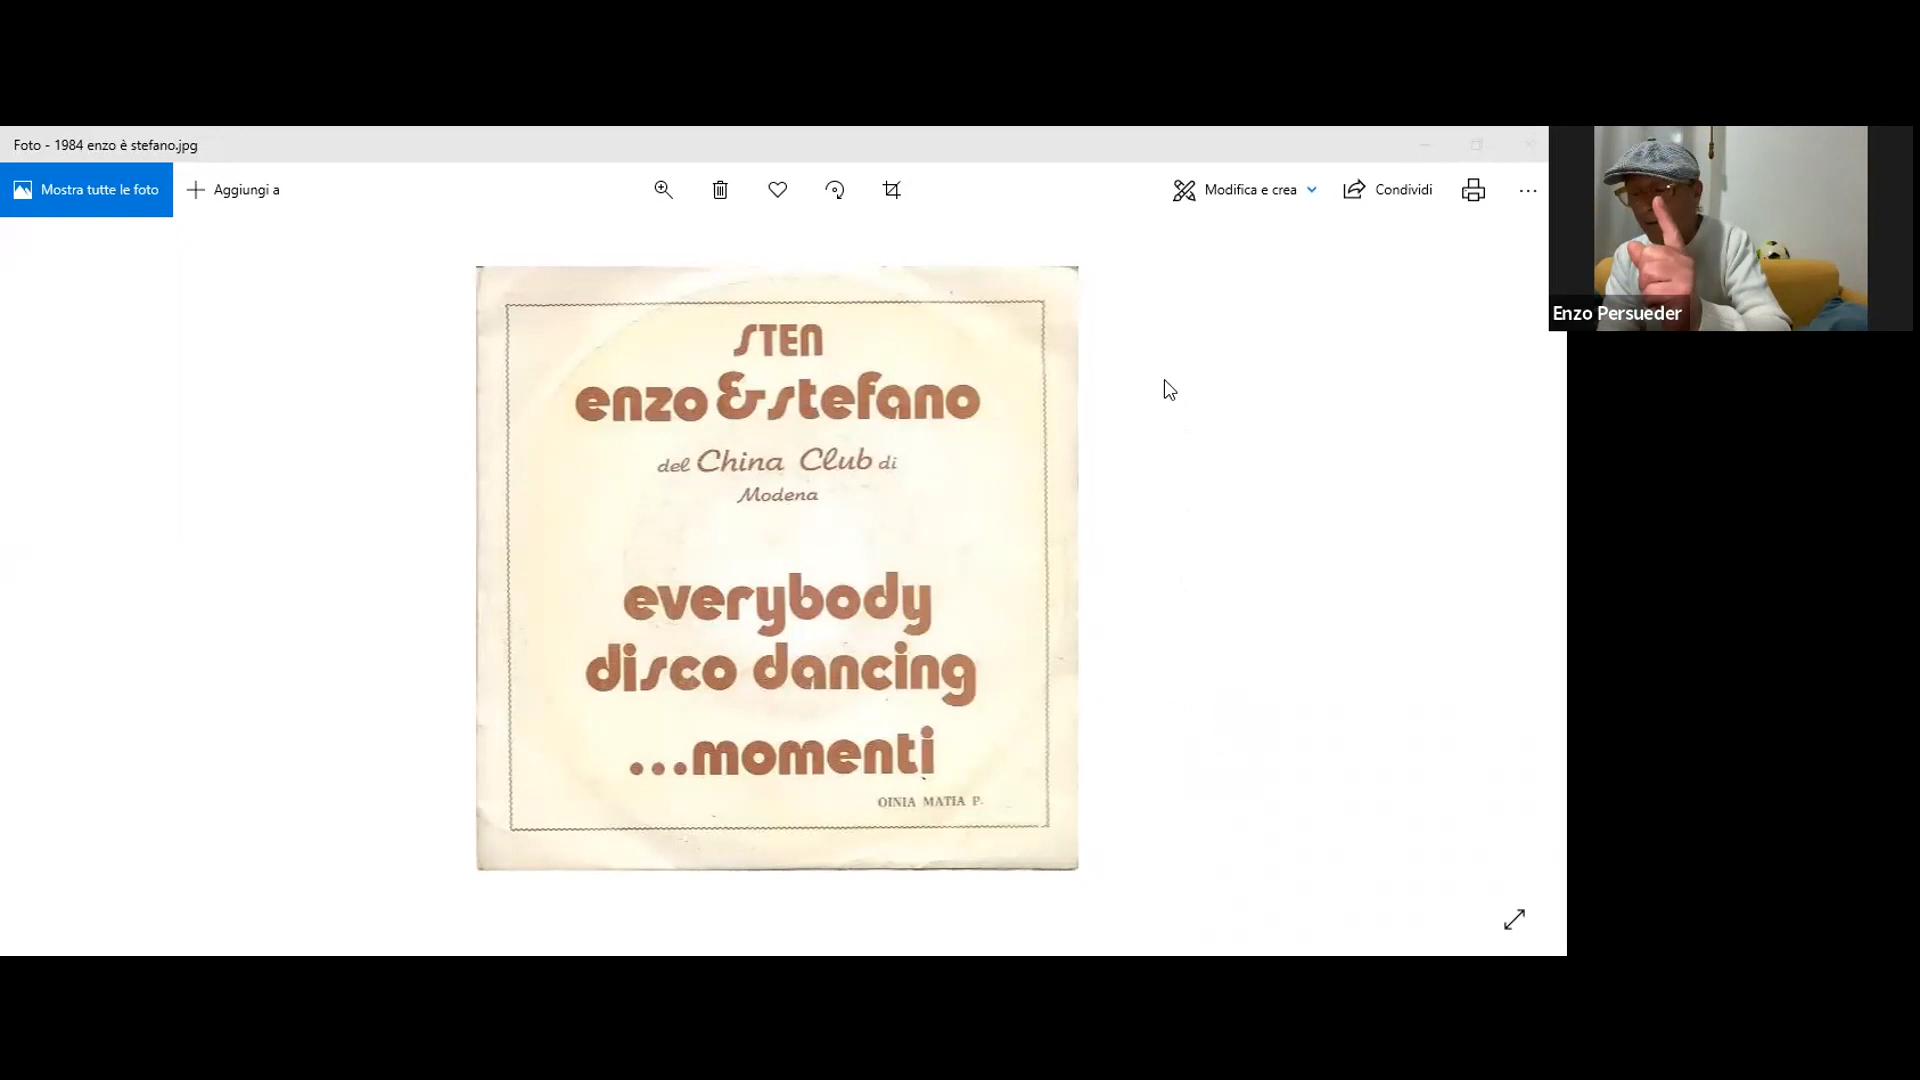 Foto - 1984 enzo è stefano.jpg
Mostra tutte le foto
Aggiungi a
Modifica e crea
Condividi
Enzo Persueder
STEN
enzo & stefano
del China Club di
Modena
everybody
disco dancing
...momenti
OINIA MATIA P.